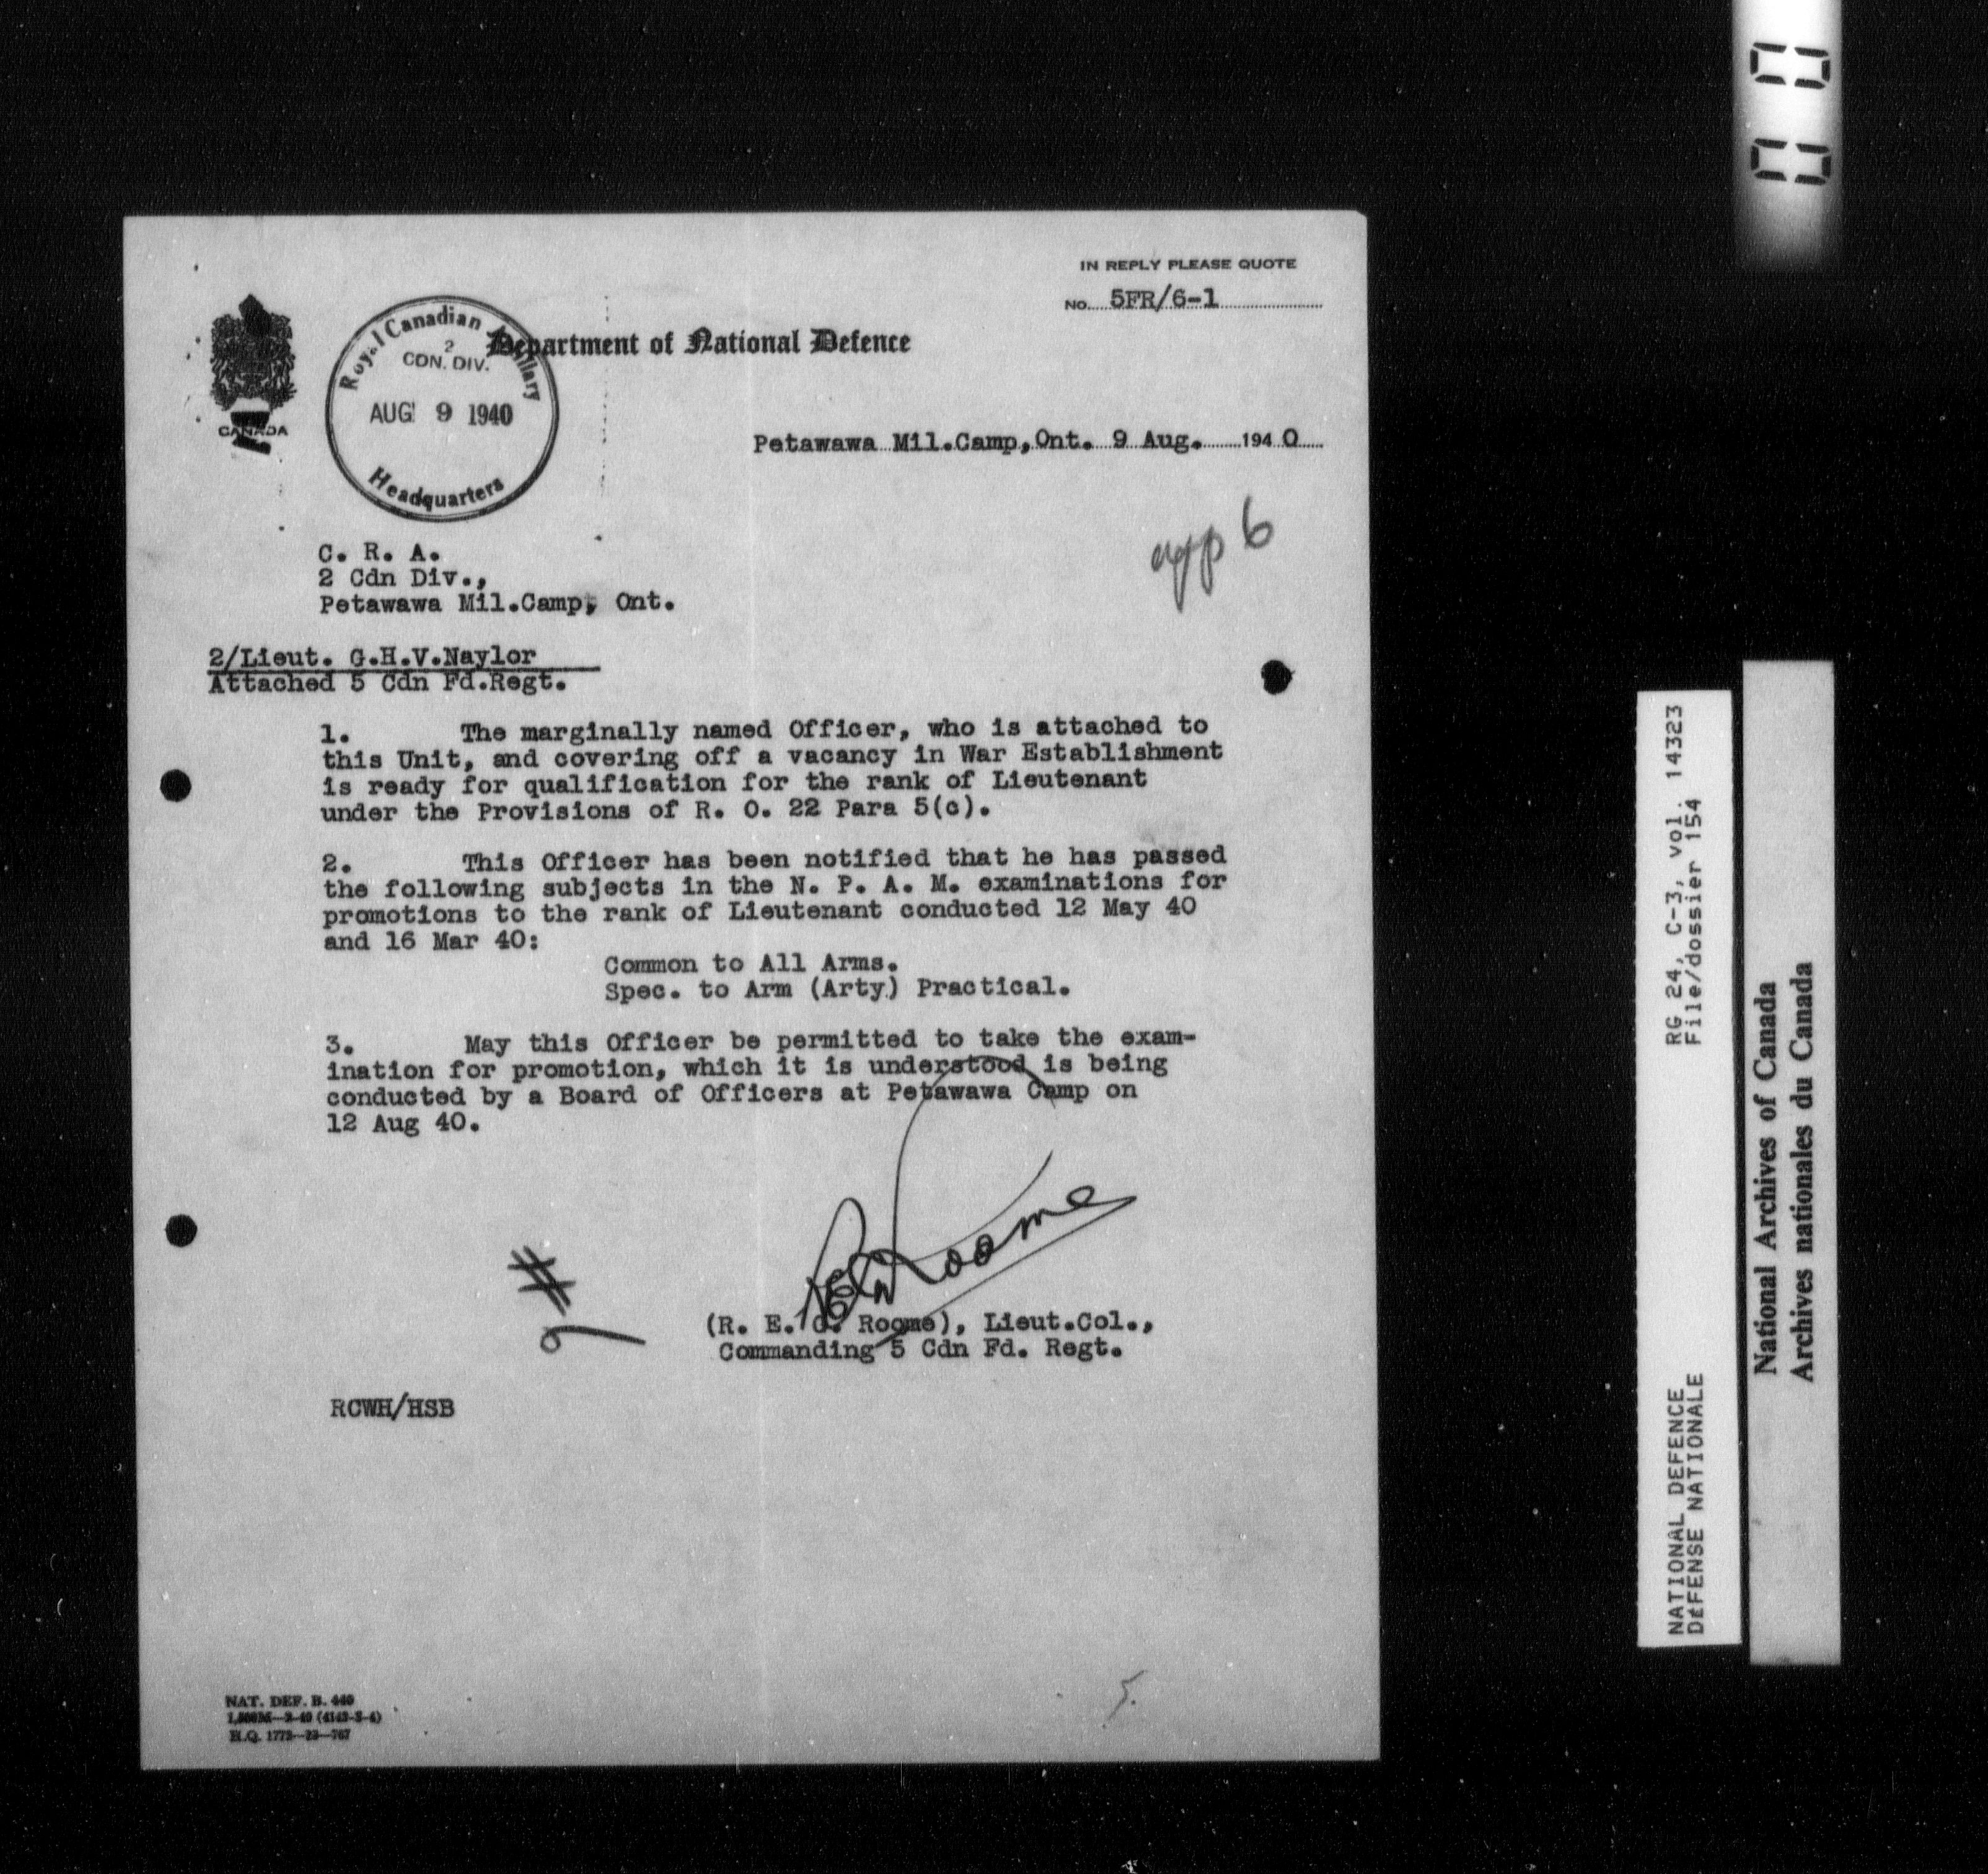 IN REPLY PLEASE QUOTE
No. 5FR/6-1
CANADA
Royal Canadian Artillary
2
CON. DIV.
AUG 9 1940
Headquarters
Department of National Defence
Petawawa Mil.Camp,Ont. 9 Aug. 1940
app 6
C. R. A.
2 Cdn Div.,
Petawawa Mil.Camp, Ont.
2/Lieut. G.H.V.Naylor
Attached 5 Cdn Fd.Regt.
1. The marginally named Officer, who is attached to
this Unit, and covering off a vacancy in War Establishment
is ready for qualification for the rank of Lieutenant
under the Provisions of R. O. 22 Para 5(c).
2. This Officer has been notified that he has passed
the following subjects in the N. P. A. M. examinations for
promotions to the rank of Lieutenant conducted 12 May 40
and 16 Mar 40:
Common to All Arms.
Spec. to Arm (Arty) Practical.
3. May this Officer be permitted to take the exam-
ination for promotion, which it is understood is being
conducted by a Board of Officers at Petawawa Camp on
12 Aug 40.
Roome
(R. E. G. Roome), Lieut.Col.,
Commanding 5 Cdn Fd. Regt.
RCWH/HSB
NAT. DEF. B. 440
H.Q. 1772-23-767
5.
RG 24, C-3, vol. 14323
File/dossier 154
NATIONAL DEFENCE
DÉFENSE NATIONALE
National Archives of Canada
Archives nationales du Canada